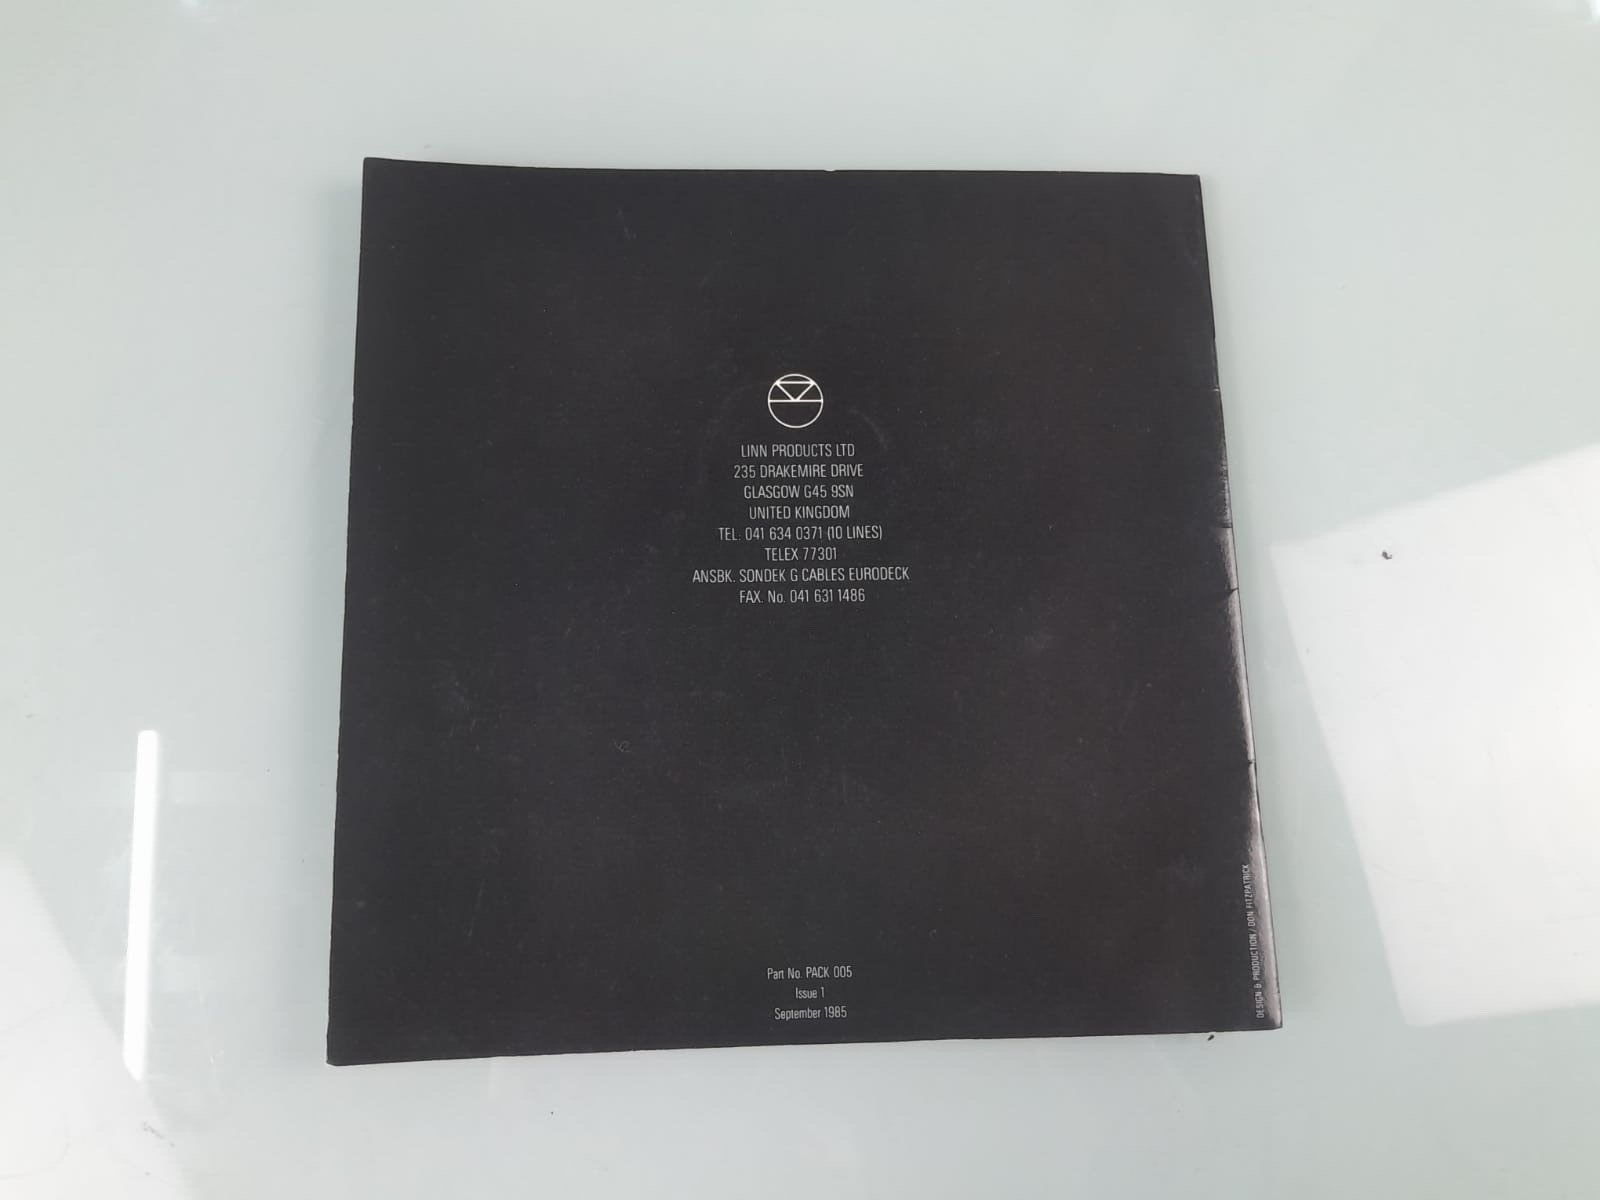 LINN PRODUCTS LTD
235 DRAKEMIRE DRIVE
GLASGOW G45 9SN
UNITED KINGDOM
TEL: 041 634 0371 (10 LINES)
TELEX 77301
ANSBK. SONDEK G CABLES EURODECK
FAX. No. 041 631 1486
Part No. PACK 005
Issue 1
September 1985
DESIGN & PRODUCTION / DON FITZPATRICK